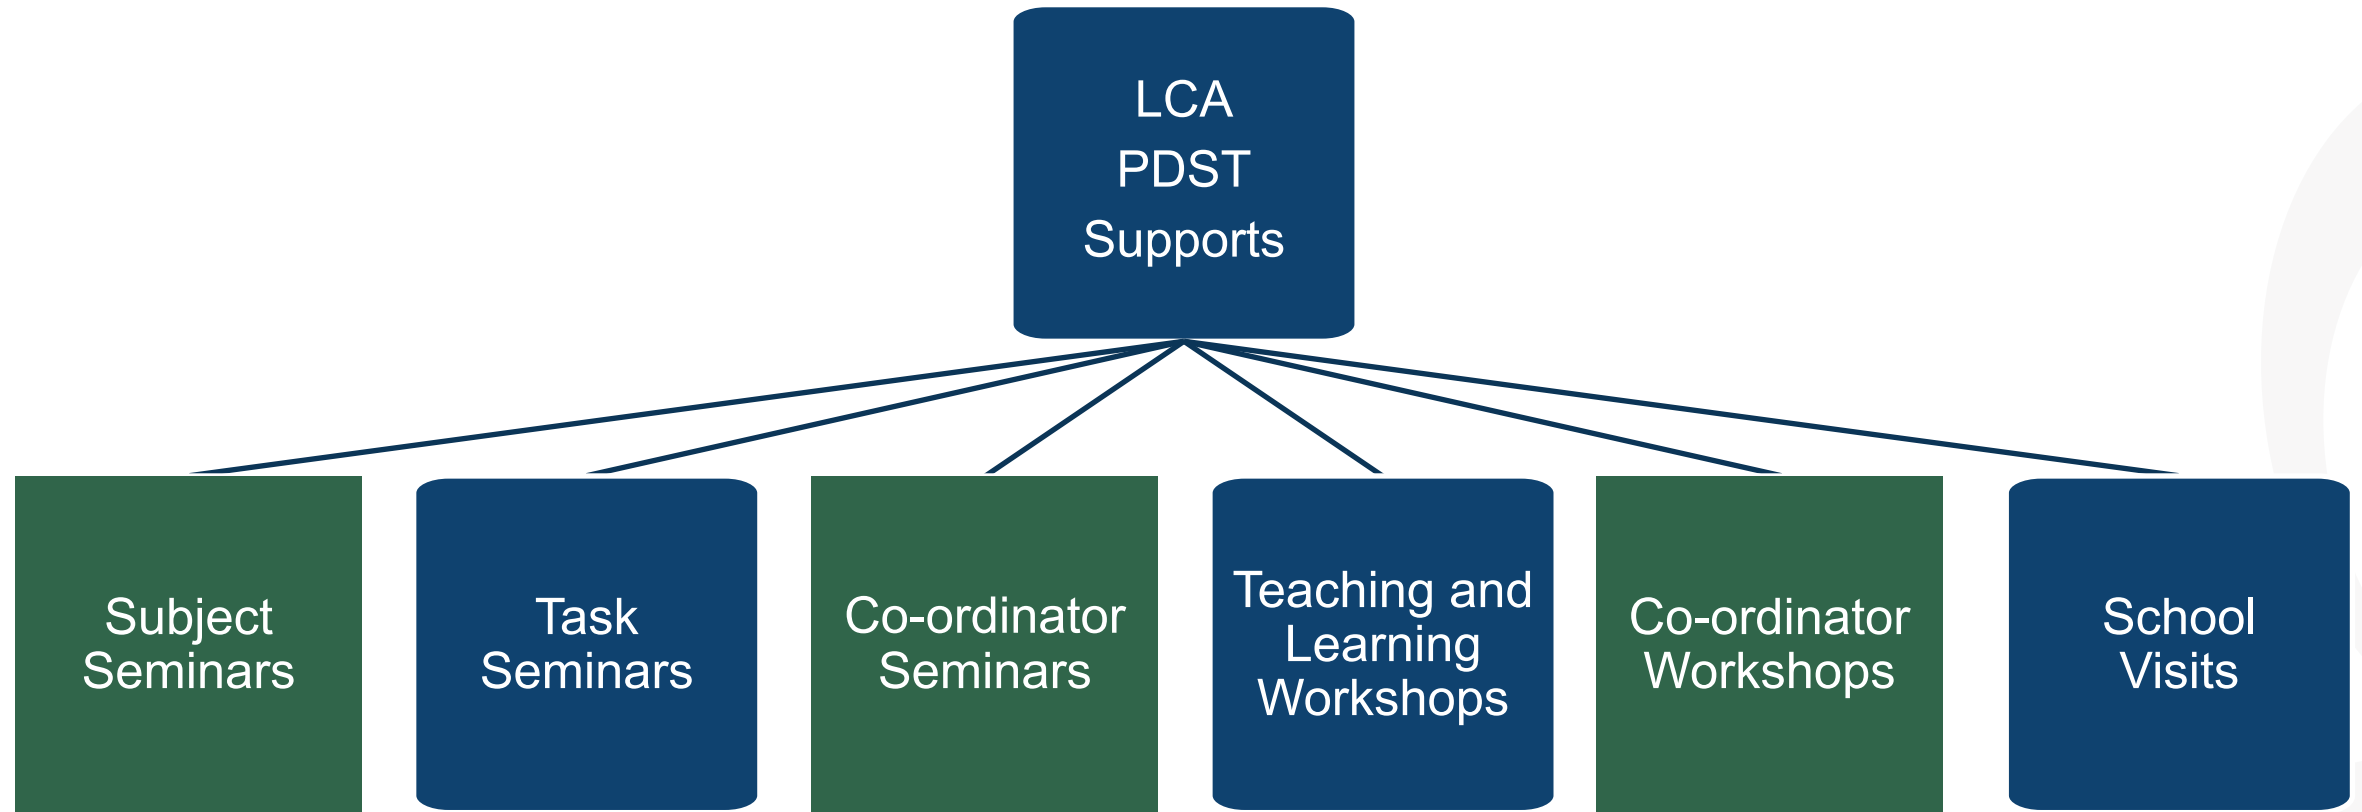 LCA
PDST
Supports
Subject
Seminars
Task
Seminars
Co-ordinator
Seminars
Teaching and
Learning
Workshops
Co-ordinator
Workshops
School
Visits